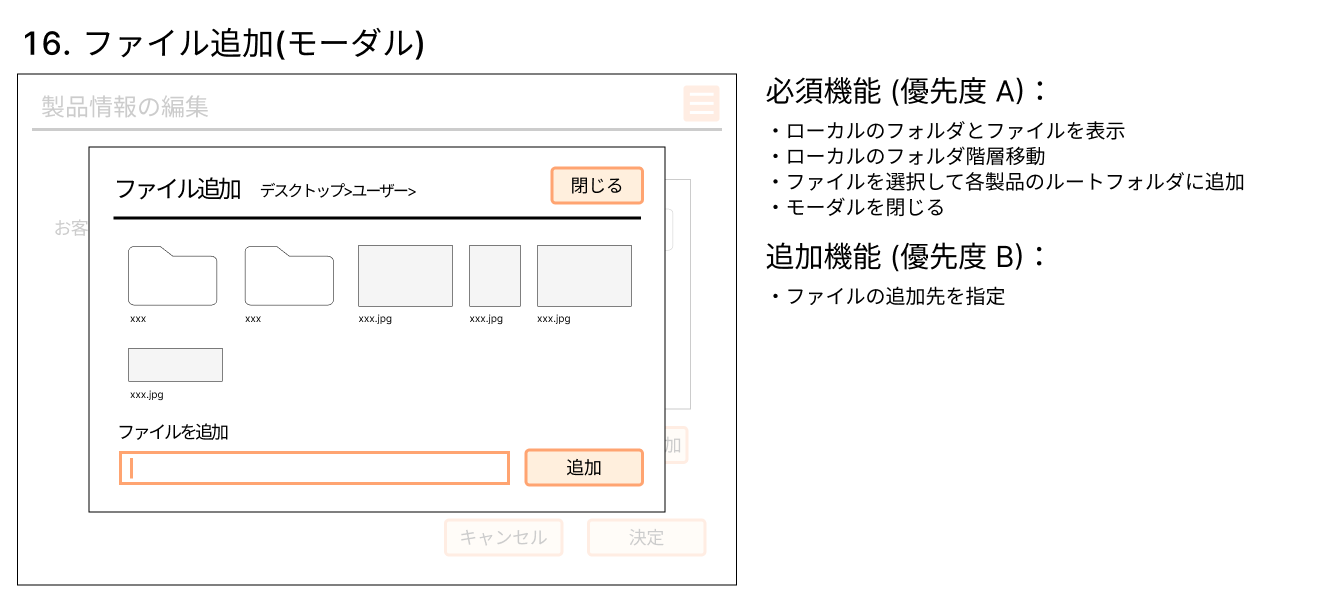 16. ファイル追加(モーダル)
製品情報の編集
ファイル追加 デスクトップ>ユーザー>
閉じる
お客
xxx
xxx
xxx.jpg
xxx.jpg
xxx.jpg
xxx.jpg
ファイルを追加
追加
加
キャンセル
決定
必須機能 (優先度 A)：
・ローカルのフォルダとファイルを表示
・ローカルのフォルダ階層移動
・ファイルを選択して各製品のルートフォルダに追加
・モーダルを閉じる
追加機能 (優先度 B)：
・ファイルの追加先を指定